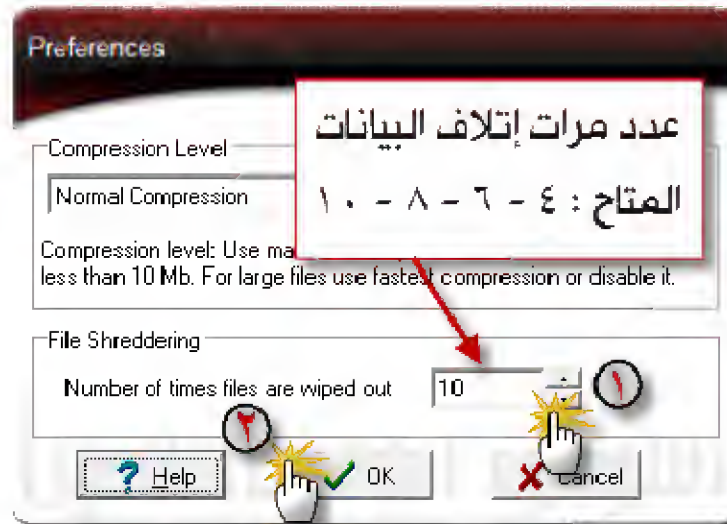 Preferences
عدد مرات إتلاف البيانات
المتاح : ٤ - ٦ - ٨ - ١٠
Compression Level
Normal Compression
Compression level: Use
less than 10 Mb. For large files use fastest compression or disable it.
File Shreddering
Number of times files are wiped out
10
١
٢
? Help
OK
Cancel